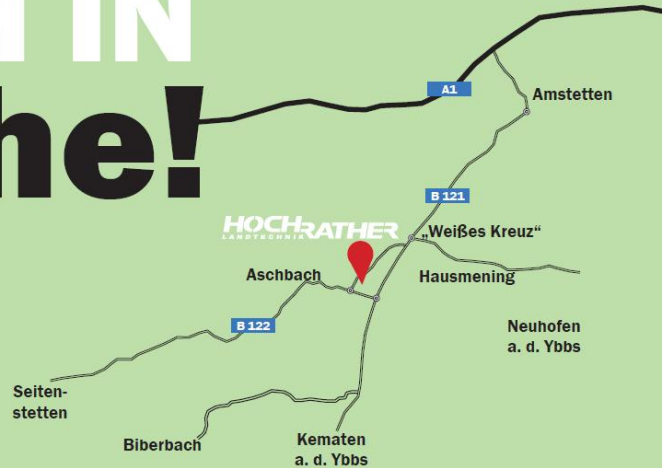 IN
he!
A1
Amstetten
B 121
HOCHRATHER
LANDTECHNIK
„Weißes Kreuz“
Aschbach
Hausmening
B 122
Neuhofen
a. d. Ybbs
Seiten-
stetten
Biberbach
Kematen
a. d. Ybbs